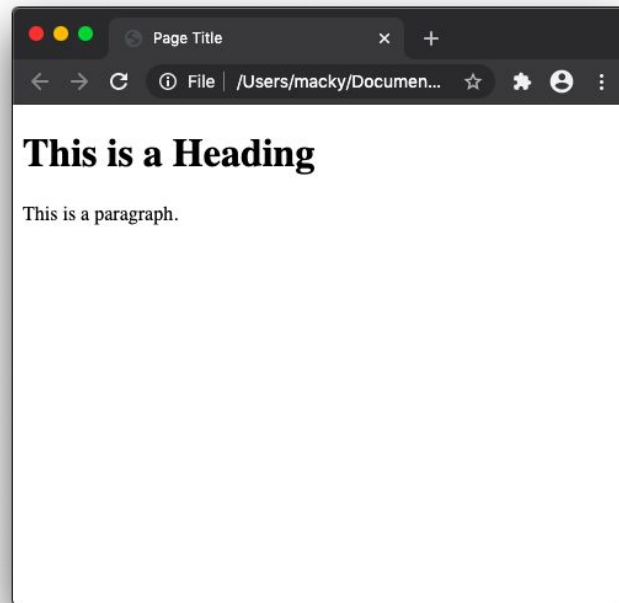 Page Title
File /Users/macky/Documen...
This is a Heading
This is a paragraph.